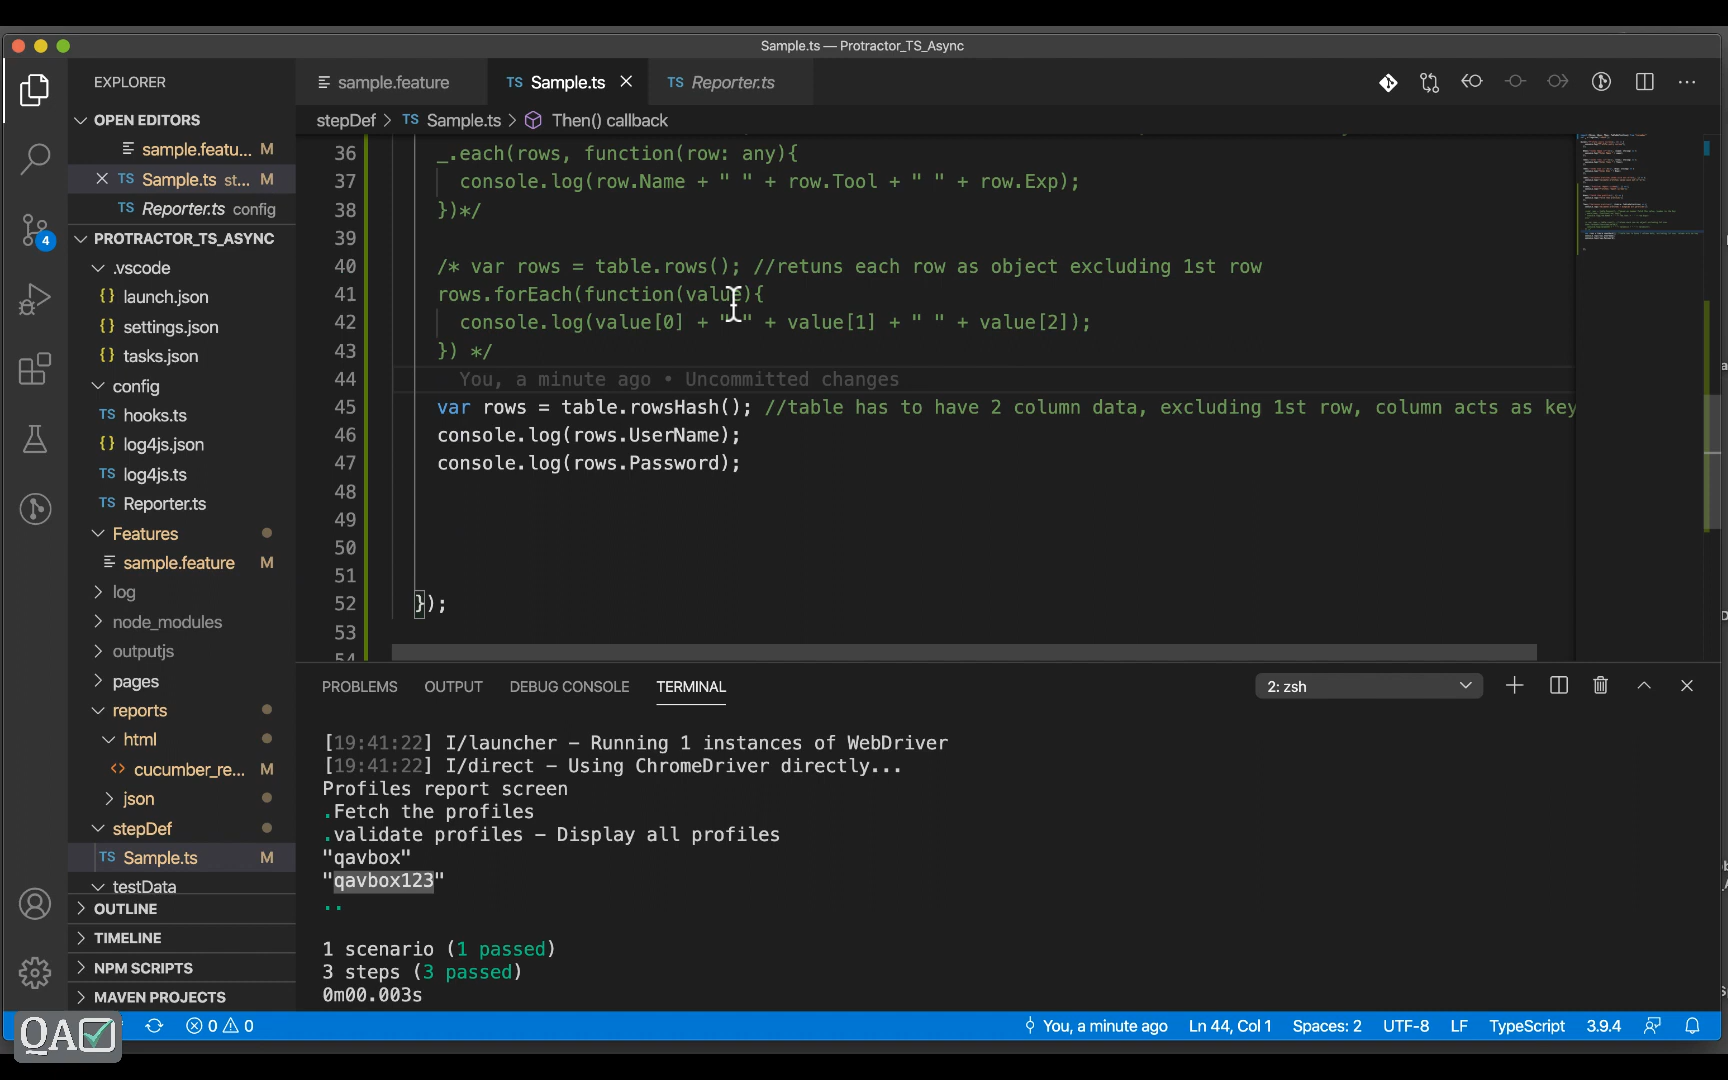 Sample.ts — Protractor_TS_Async
EXPLORER
sample.feature
TS Sample.ts
TS Reporter.ts
OPEN EDITORS
stepDef > TS Sample.ts > Then() callback
sample.featu... M
TS Sample.ts st... M
TS Reporter.ts config
PROTRACTOR_TS_ASYNC
.vscode
{} launch.json
{} settings.json
{} tasks.json
config
TS hooks.ts
{} log4js.json
TS log4js.ts
TS Reporter.ts
Features
sample.feature M
log
node_modules
outputjs
pages
reports
html
<> cucumber_re... M
json
stepDef
TS Sample.ts M
testData
OUTLINE
TIMELINE
NPM SCRIPTS
MAVEN PROJECTS
4
36 _.each(rows, function(row: any){
37 console.log(row.Name + " " + row.Tool + " " + row.Exp);
38 })*/
39
40 /* var rows = table.rows(); //retuns each row as object excluding 1st row
41 rows.forEach(function(value){
42 console.log(value[0] + " " + value[1] + " " + value[2]);
43 }) */
44 You, a minute ago • Uncommitted changes
45 var rows = table.rowsHash(); //table has to have 2 column data, excluding 1st row, column acts as key
46 console.log(rows.UserName);
47 console.log(rows.Password);
48
49
50
51
52 });
53
54
PROBLEMS OUTPUT DEBUG CONSOLE TERMINAL 2: zsh
[19:41:22] I/launcher – Running 1 instances of WebDriver
[19:41:22] I/direct – Using ChromeDriver directly...
Profiles report screen
.Fetch the profiles
.validate profiles – Display all profiles
"qavbox"
"qavbox123"
..
1 scenario (1 passed)
3 steps (3 passed)
0m00.003s
QA
0 0
You, a minute ago Ln 44, Col 1 Spaces: 2 UTF-8 LF TypeScript 3.9.4